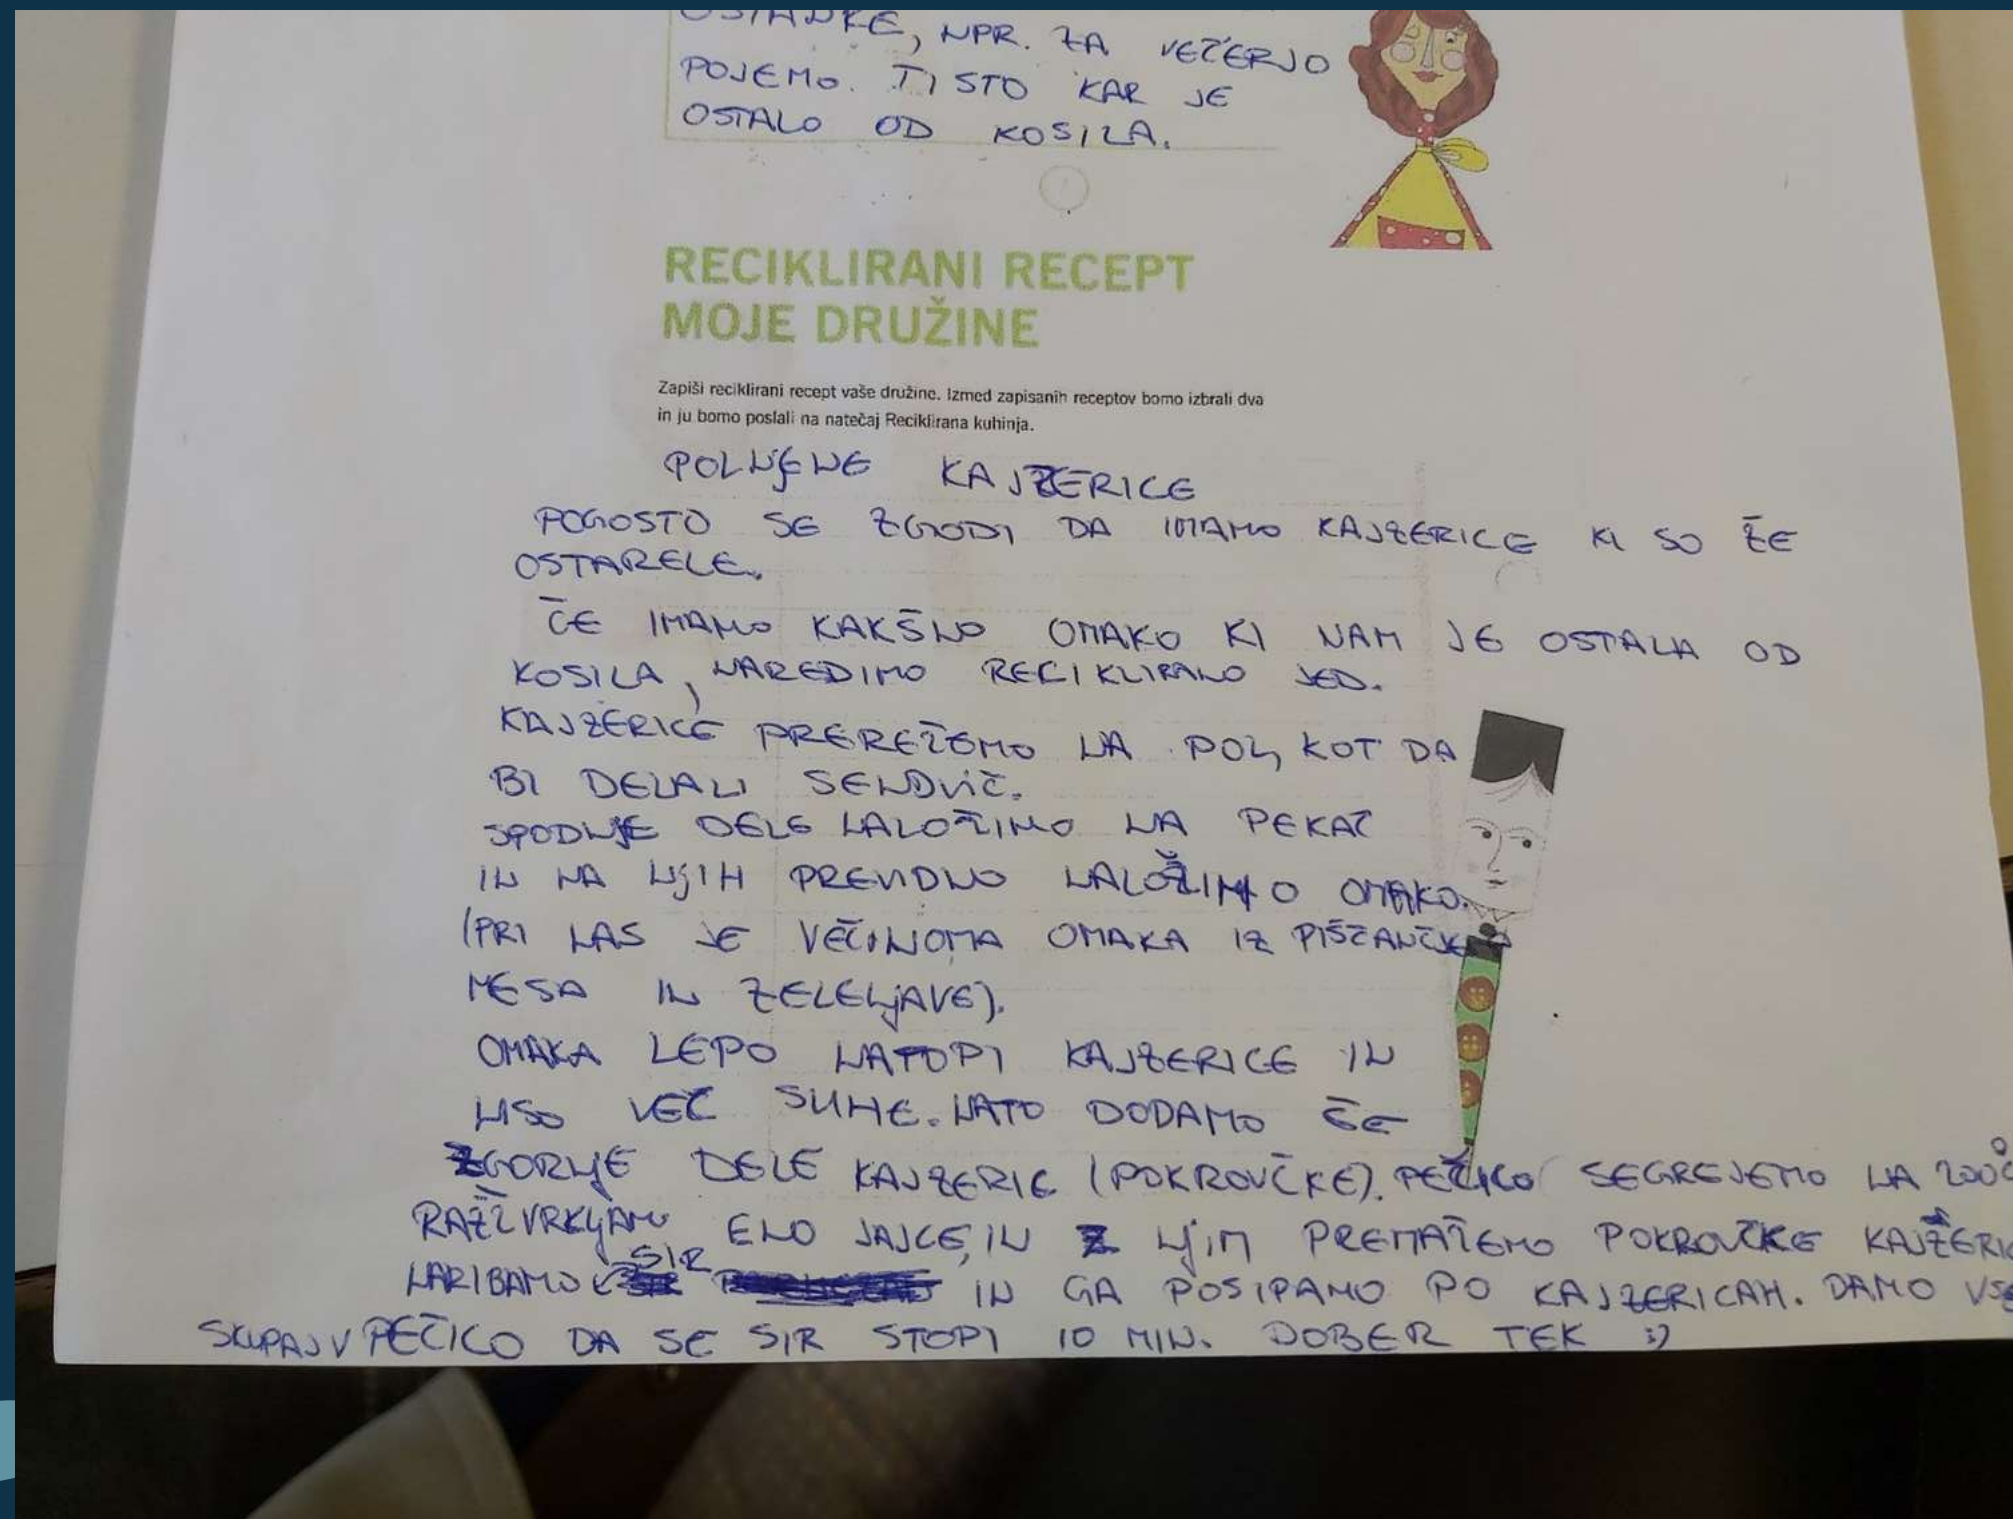 OSTANKE, NPR. ZA VEČERJO
POJEMO. TISTO KAR JE
OSTALO OD KOSILA.
RECIKLIRANI RECEPT
MOJE DRUŽINE
Zapiši reciklirani recept vaše družine. Izmed zapisanih receptov bomo izbrali dva
in ju bomo poslali na natečaj Reciklirana kuhinja.
POLNJENE KAJZERICE
POGOSTO SE ZGODI DA IMAMO KAJZERICE KI SO ŽE
OSTARELE.
ČE IMAMO KAKŠNO OMAKO KI NAM JE OSTALA OD
KOSILA, NAREDIMO RECIKLIRANO JED.
KAJZERICE PREREŽEMO NA POL, KOT DA
BI DELALI SENDVIČ.
SPODNJE DELE NALOŽIMO NA PEKAČ
IN NA NJIH PREVIDNO NALOŽIMO OMAKO.
(PRI NAS JE VEČINOMA OMAKA IZ
MESA IN ZELENJAVE).
OMAKA LEPO NATOPI KAJZERICE IN
NISO VEČ SUHE. NATO DODAMO ŠE
ZGORNJE DELE KAJZERIC (POKROVČKE). PEČICO SEGREJEMO NA 200°C
RAŽŽVRKLJAMO ENO JAJCE, IN Z NJIM PREMAŽEMO POKROVČKE
NARIBAMO SIR IN GA POSIPAMO PO KAJZERICAH. DAMO VSE
SKUPAJ V PEČICO DA SE SIR STOPI 10 MIN. DOBER TEK :)